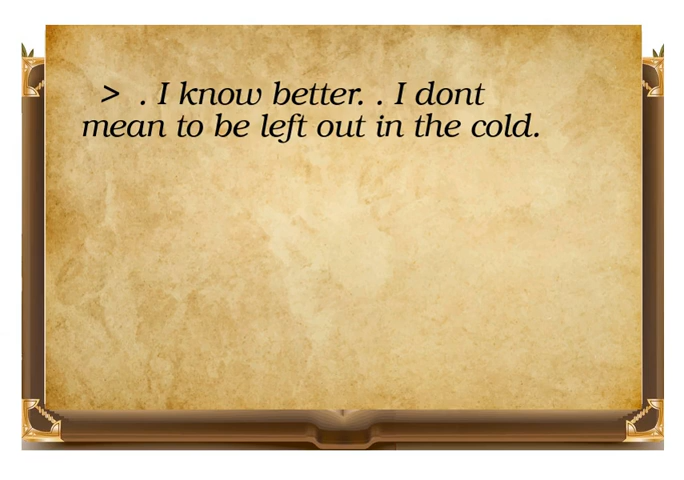 > . I know better. . I dont
mean to be left out in the cold.